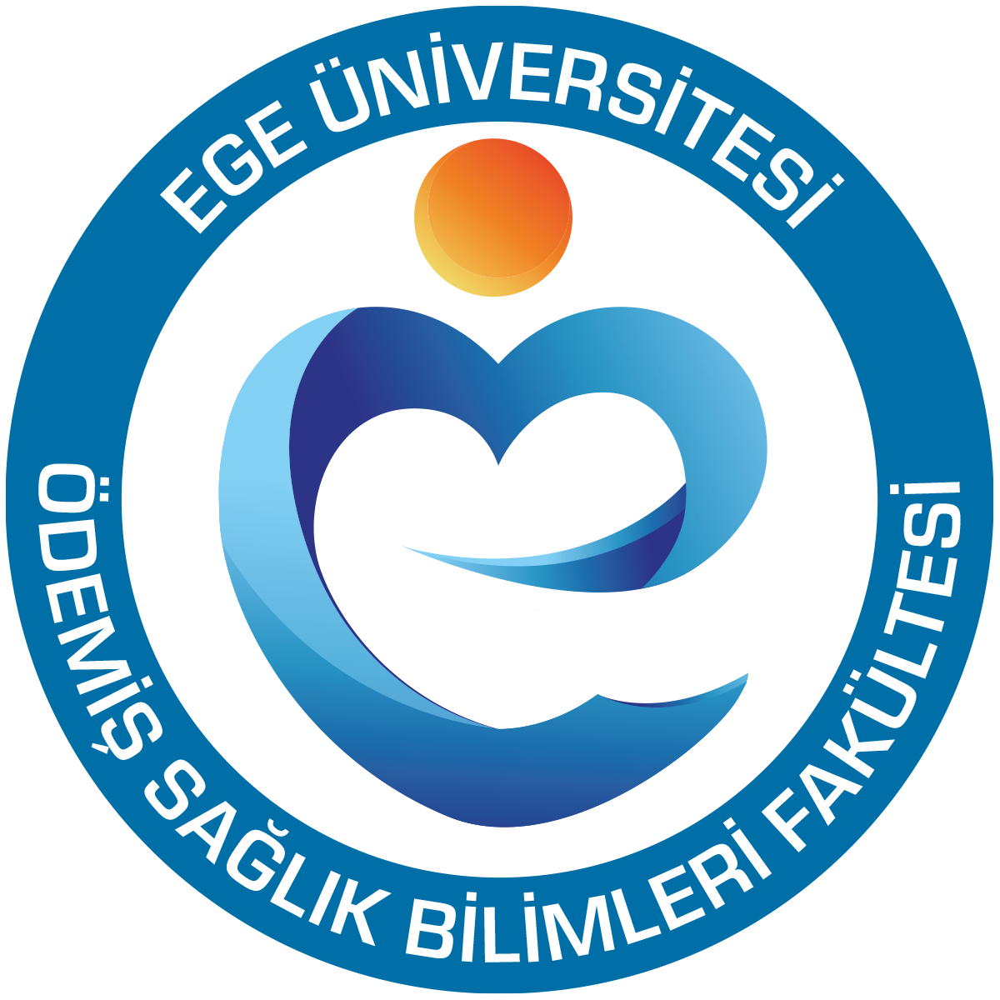 EGE ÜNİVERSİTESİ
ÖDEMİŞ SAĞLIK BİLİMLERİ FAKÜLTESİ